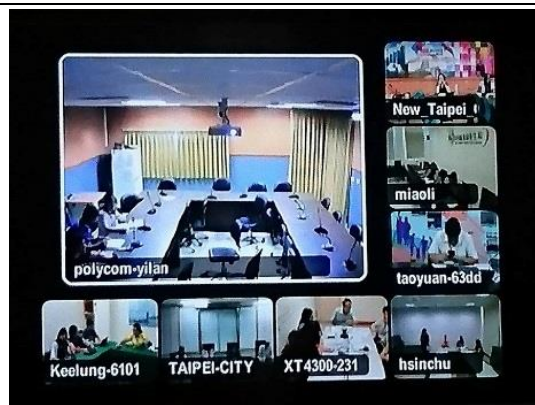 New_Taipei_
polycom-yilan
miaoli
taoyuan-63dd
Keelung-6101
TAIPEI-CITY
XT4300-231
hsinchu